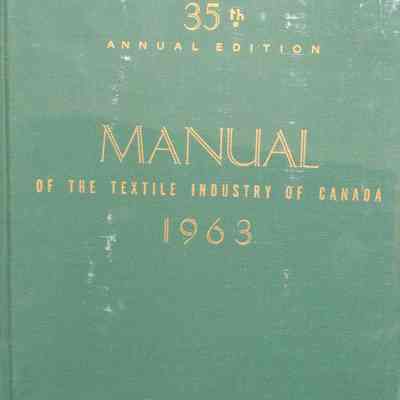 35th
ANNUAL EDITION
MANUAL
OF THE TEXTILE INDUSTRY OF CANADA
1963